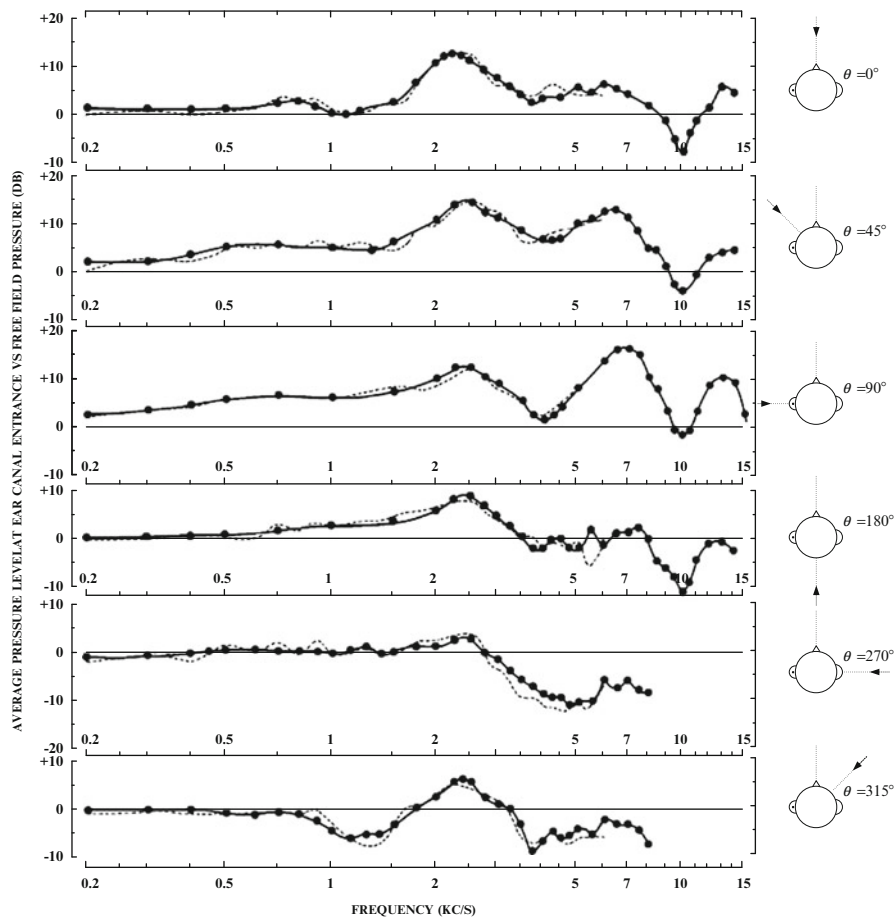 AVERAGE PRESSURE LEVELAT EAR CANAL ENTRANCE VS FREE FIELD PRESSURE (DB)
+20
+10
0
-10
0.2 0.5 1 2 5 7 10 15
θ =0°
+20
+10
0
-10
0.2 0.5 1 2 5 7 10 15
θ = 45°
+20
+10
0
-10
0.2 0.5 1 2 5 7 10 15
θ = 90°
+10
0
-10
0.2 0.5 1 2 5 7 10 15
θ =180°
+10
0
-10
-20
0.2 0.5 1 2 5 7 10 15
θ =270°
+10
0
-10
0.2 0.5 1 2 5 7 10 15
θ =315°
FREQUENCY (KC/S)